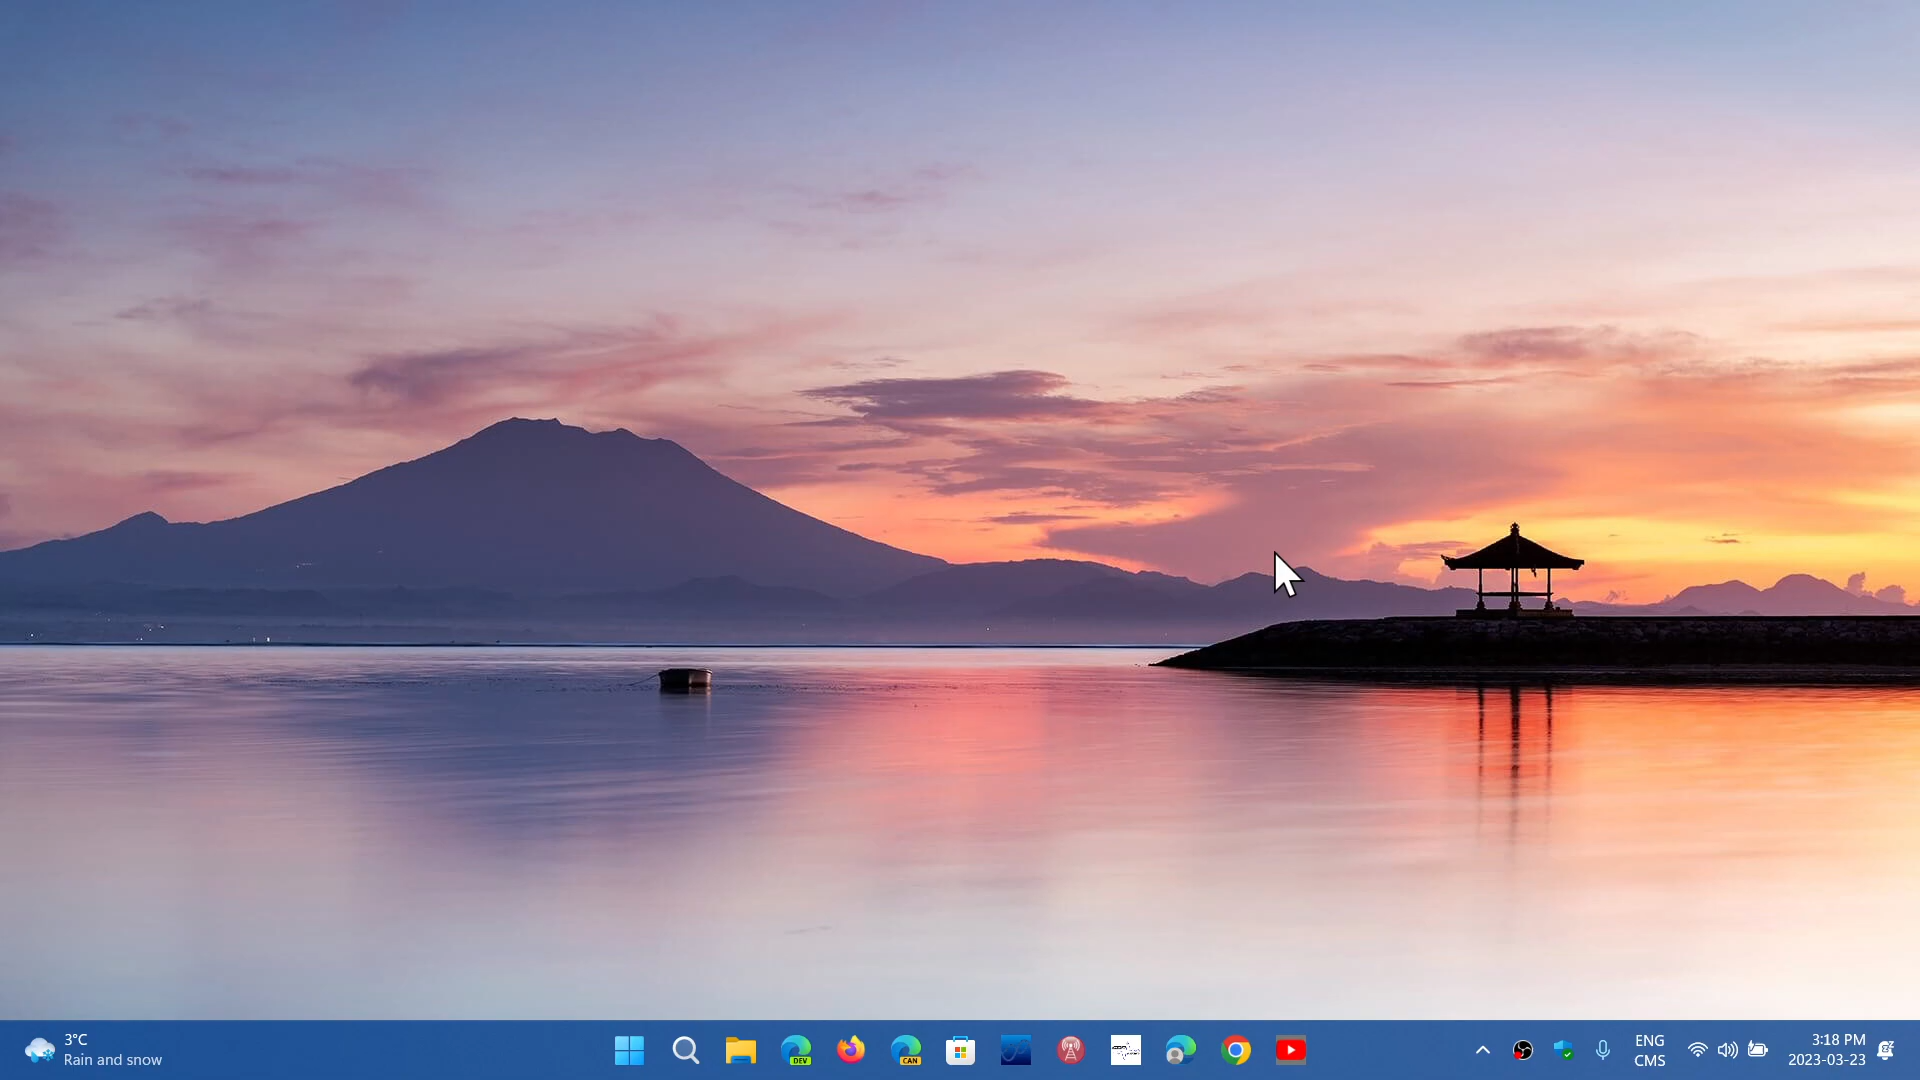 3°C
Rain and snow
DEV
CAN
ENG
CMS
3:18 PM
2023-03-23